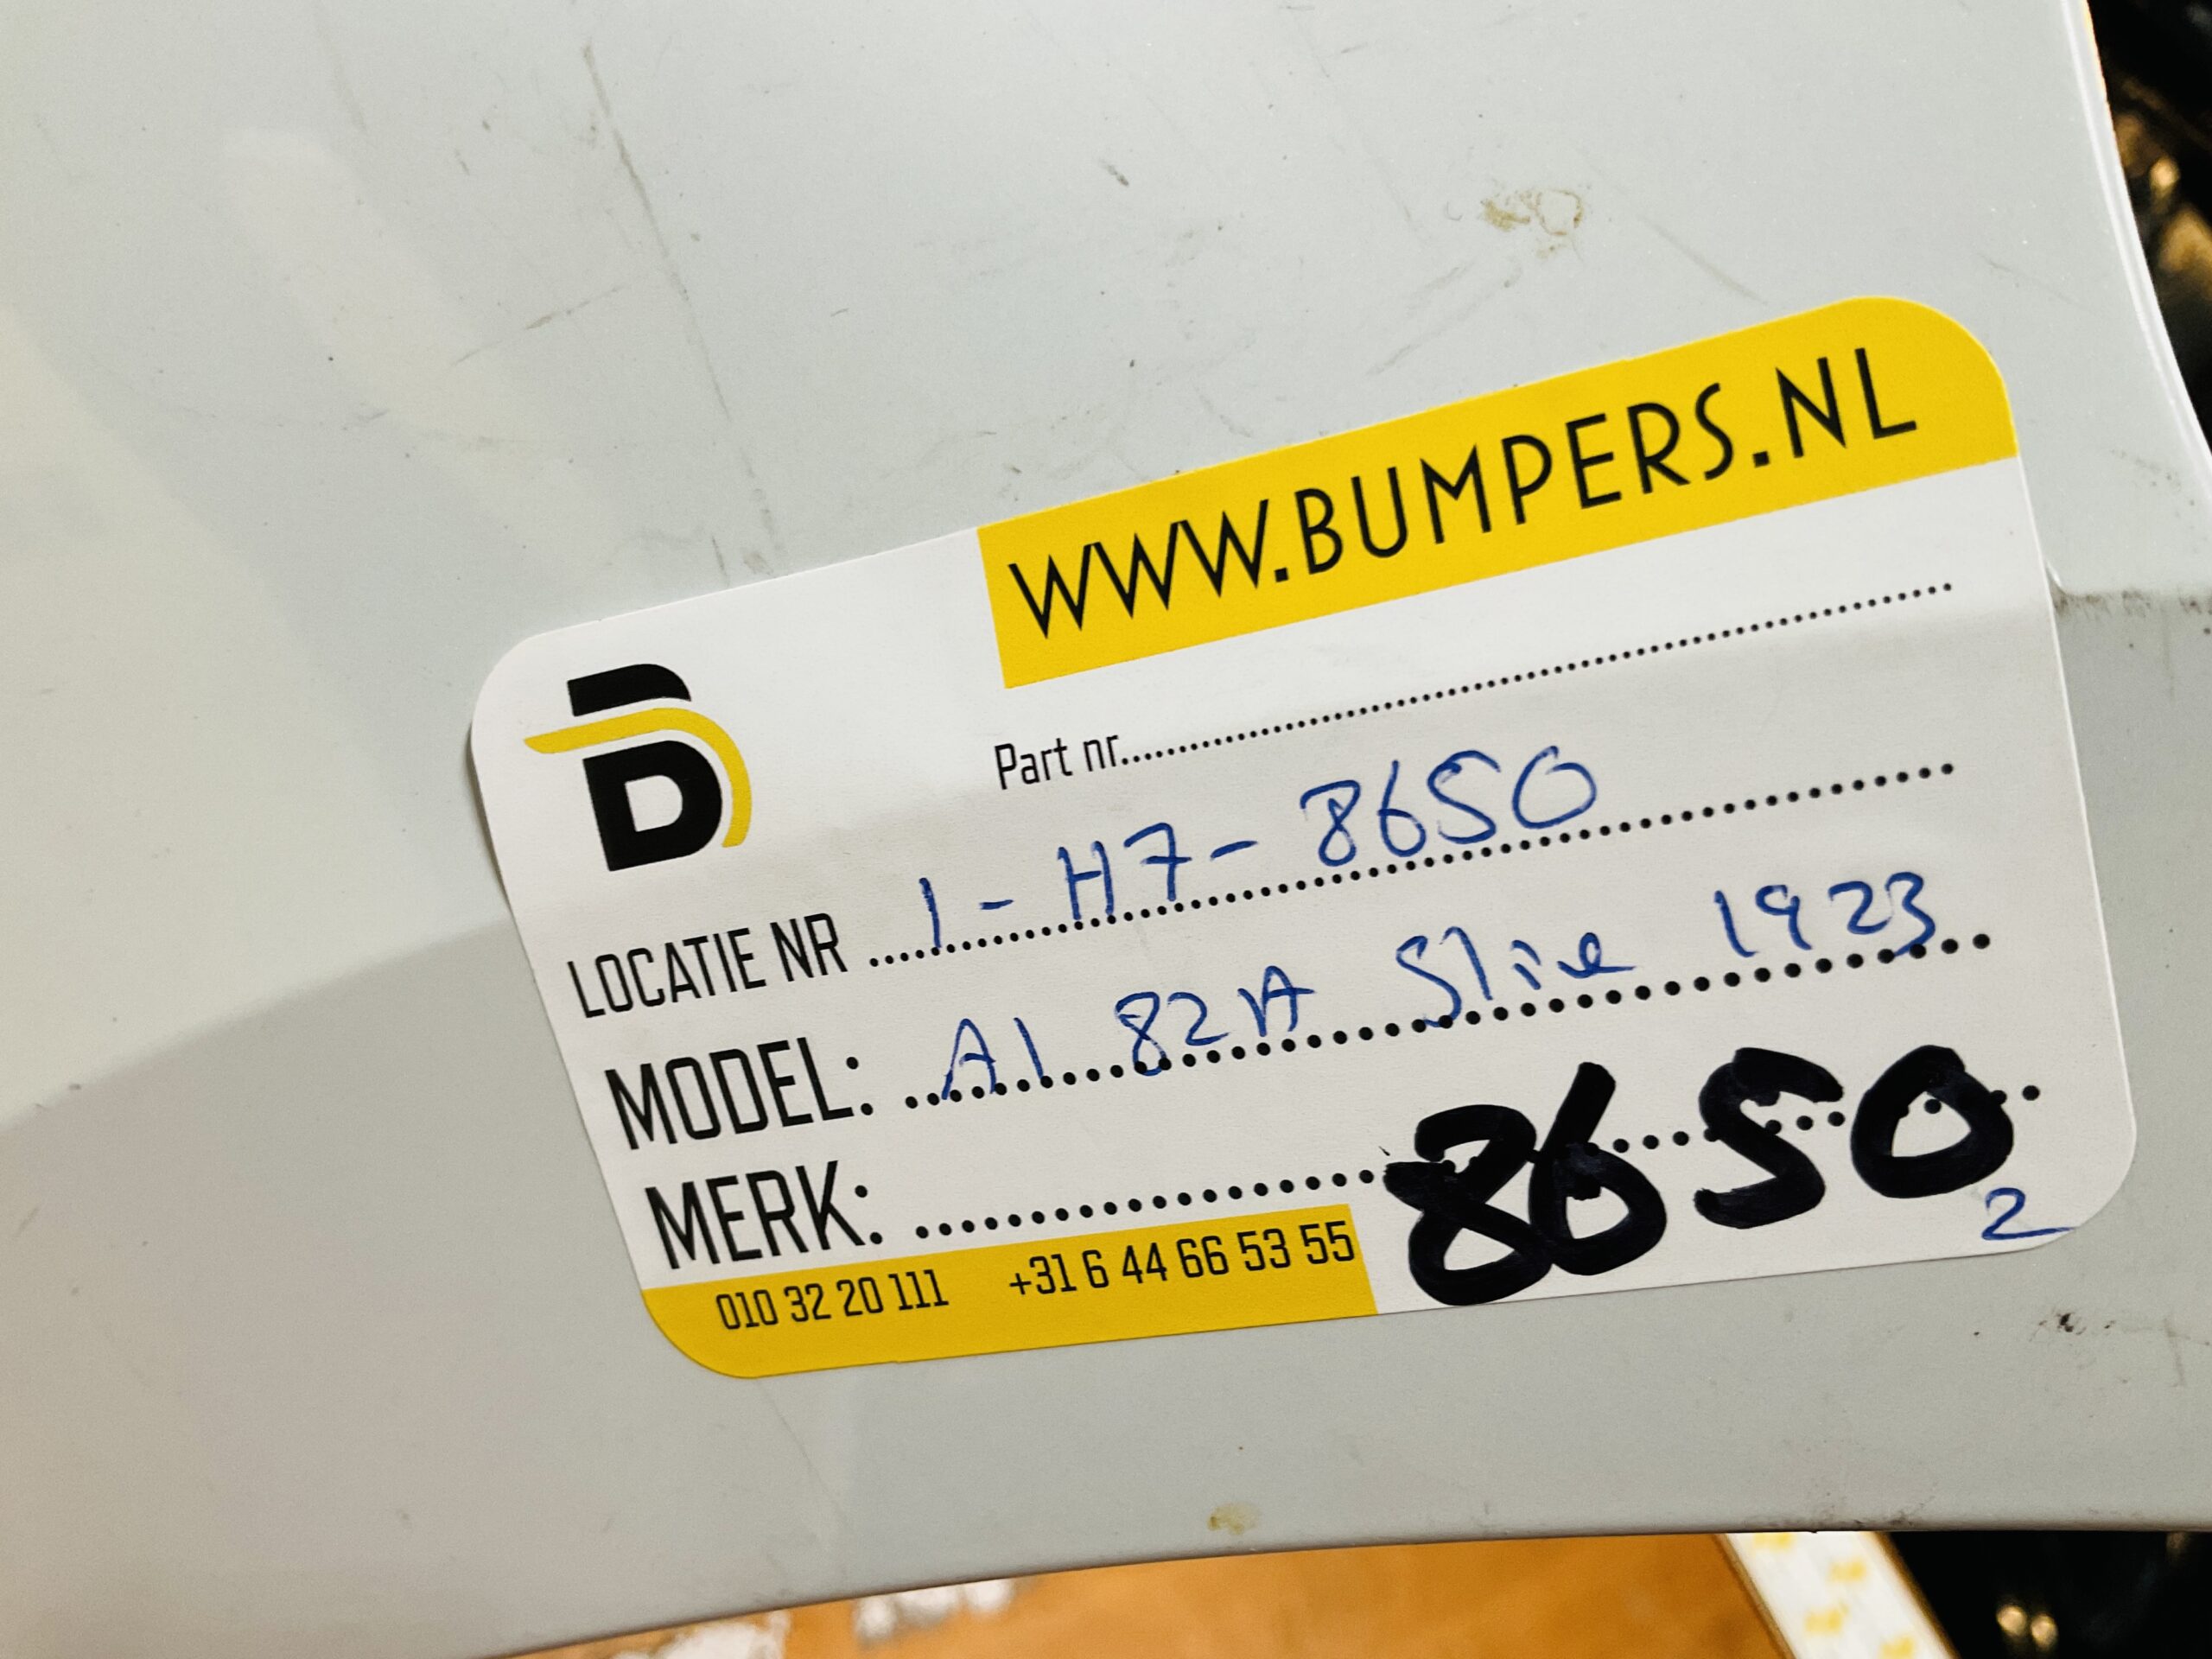 WWW.BUMPERS.NL
Part nr.
LOCATIE NR 1-H7-8650
MODEL: A1 82A Sline 1923
MERK:
8650
2
010 32 20 111 +31 6 44 66 53 55